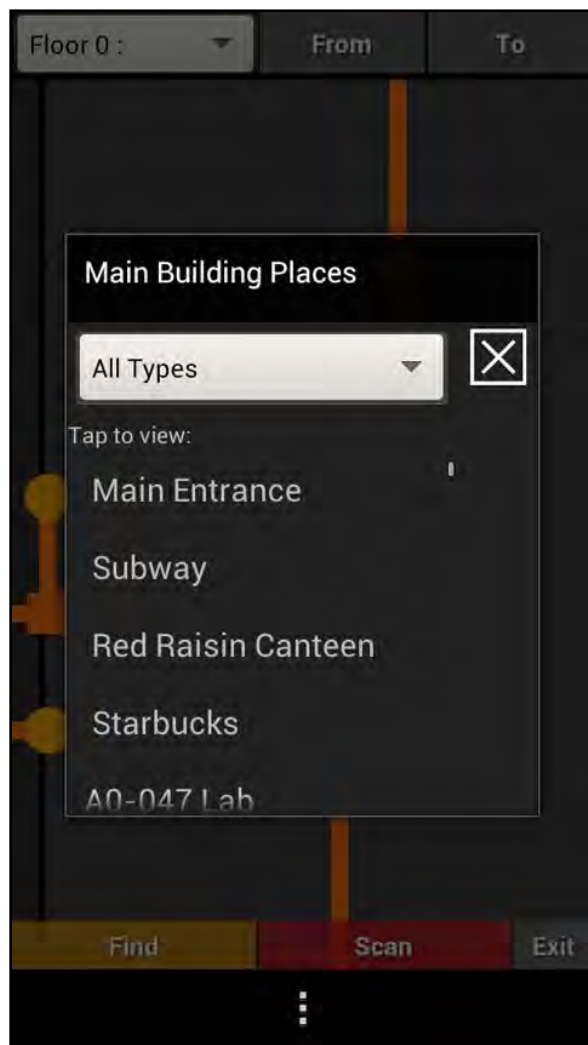 Floor 0 :
From
To
Main Building Places
All Types
Tap to view:
Main Entrance
Subway
Red Raisin Canteen
Starbucks
A0-047 Lab
Find
Scan
Exit